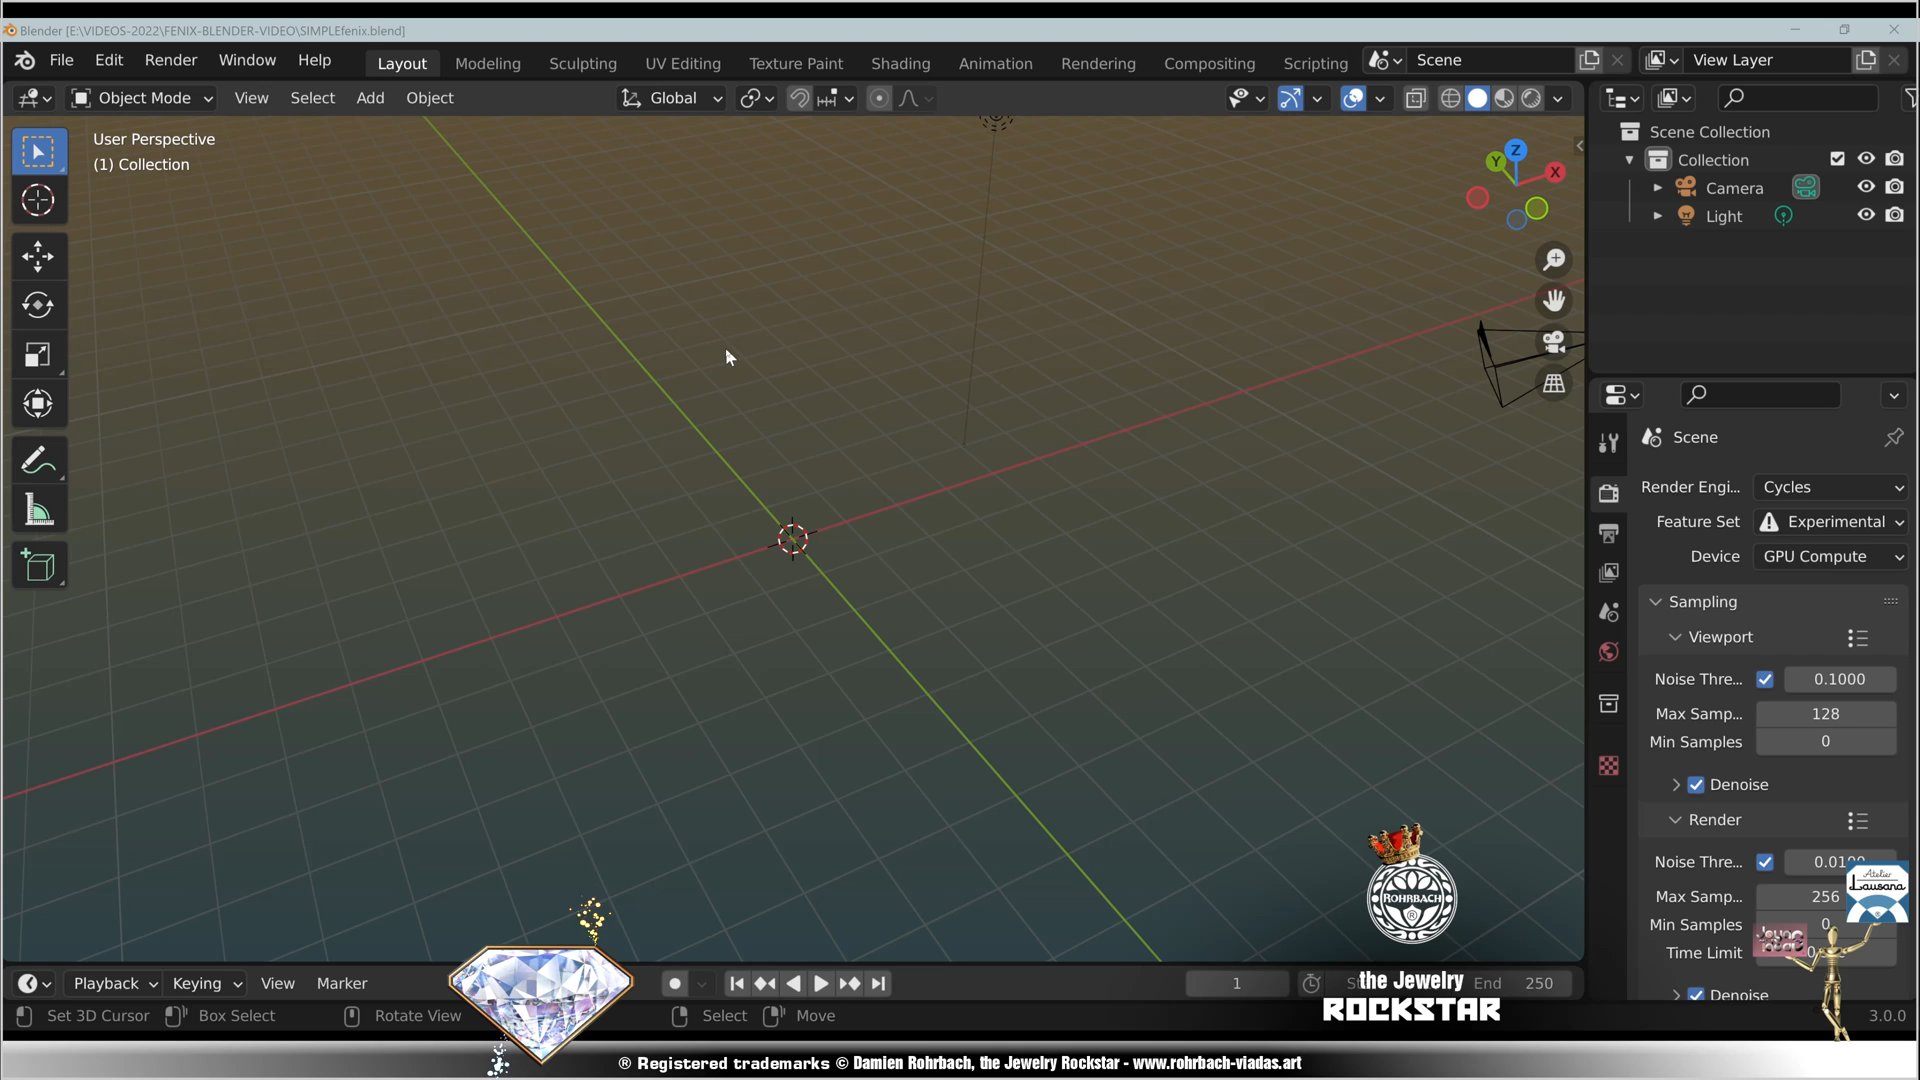 Blender [E:\VIDEOS-2022\FENIX-BLENDER-VIDEO\SIMPLEfenix.blend]
File Edit Render Window Help Layout Modeling Sculpting UV Editing Texture Paint Shading Animation Rendering Compositing Scripting Scene View Layer
Object Mode View Select Add Object Global
User Perspective
(1) Collection
Z
Y
X
Scene Collection
Collection
Camera
Light
Scene
Render Engi... Cycles
Feature Set Experimental
Device GPU Compute
Sampling
Viewport
Noise Thre... 0.1000
Max Samp... 128
Min Samples 0
Denoise
Render
Noise Thre... 0.0100
Max Samp... 256
Min Samples 0
Time Limit
Denoise
Atelier
Lausana
ROHRBACH
®
Playback Keying View Marker 1 End 250
the Jewelry
ROCKSTAR
Set 3D Cursor Box Select Rotate View Select Move 3.0.0
® Registered trademarks © Damien Rohrbach, the Jewelry Rockstar - www.rohrbach-viadas.art